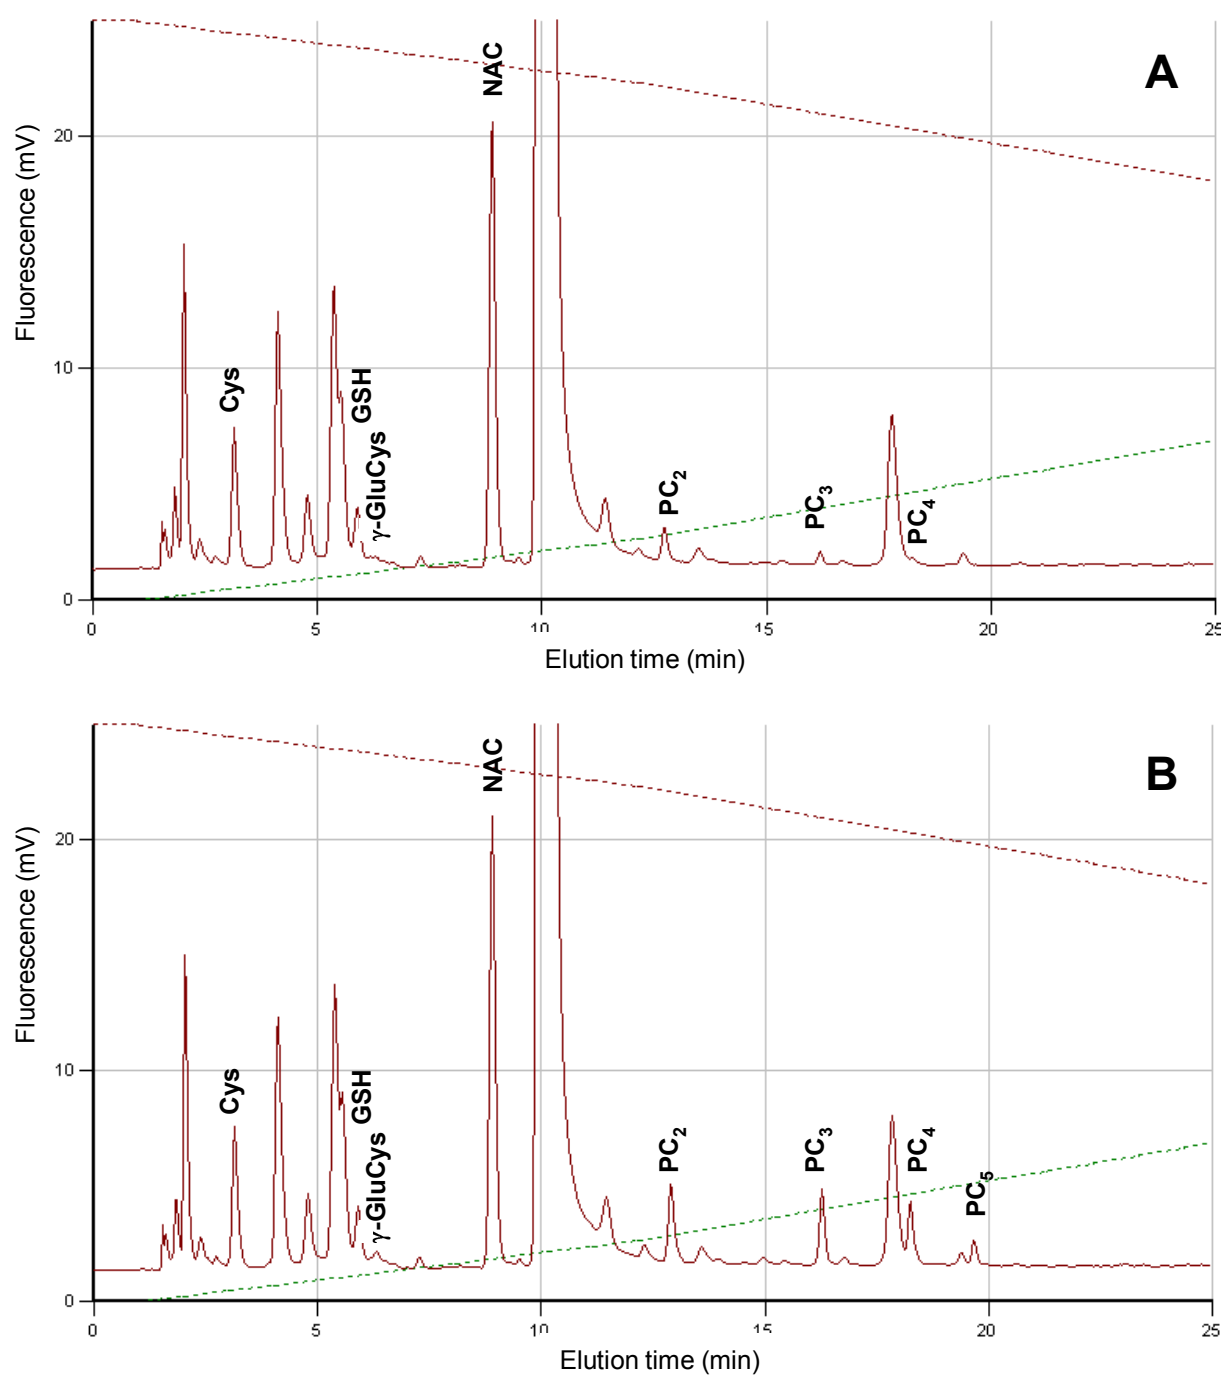 A
NAC
20
Fluorescence (mV)
Cys
GSH
10
γ-GluCys
PC2
PC3
PC4
0
0 5 10 15 20 25
Elution time (min)
B
NAC
20
Fluorescence (mV)
Cys
GSH
10
γ-GluCys
PC2
PC3
PC4
PC5
0
0 5 10 15 20 25
Elution time (min)